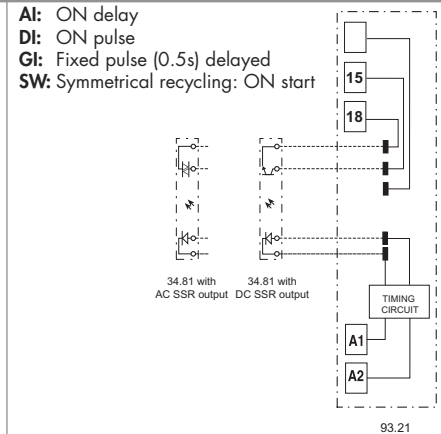 AI: ON delay
DI: ON pulse
GI: Fixed pulse (0.5s) delayed
SW: Symmetrical recycling: ON start
15
18
34.81 with
AC SSR output
34.81 with
DC SSR output
TIMING
CIRCUIT
A1
A2
93.21